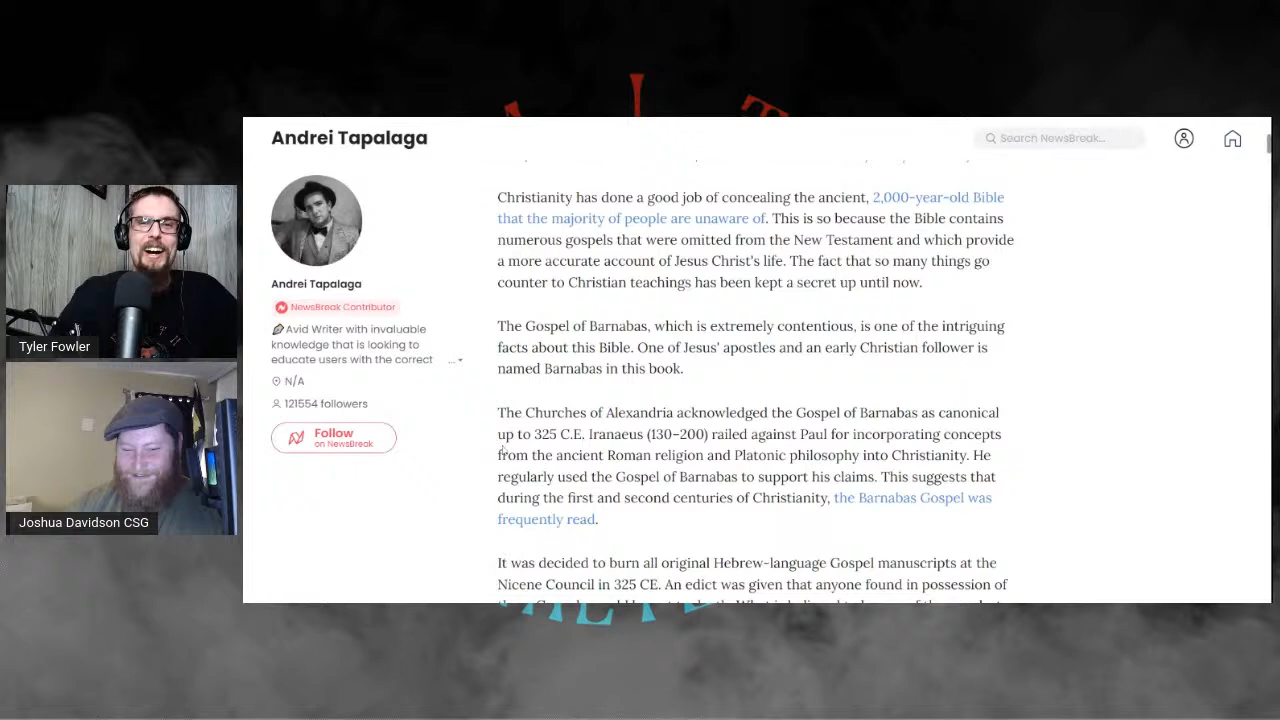 Andrei Tapalaga
Search NewsBreak...
Andrei Tapalaga
NewsBreak Contributor
Avid Writer with invaluable
knowledge that is looking to
educate users with the correct ...
N/A
121554 followers
Follow
on NewsBreak
Christianity has done a good job of concealing the ancient, 2,000-year-old Bible
that the majority of people are unaware of. This is so because the Bible contains
numerous gospels that were omitted from the New Testament and which provide
a more accurate account of Jesus Christ's life. The fact that so many things go
counter to Christian teachings has been kept a secret up until now.
The Gospel of Barnabas, which is extremely contentious, is one of the intriguing
facts about this Bible. One of Jesus' apostles and an early Christian follower is
named Barnabas in this book.
The Churches of Alexandria acknowledged the Gospel of Barnabas as canonical
up to 325 C.E. Iranaeus (130–200) railed against Paul for incorporating concepts
from the ancient Roman religion and Platonic philosophy into Christianity. He
regularly used the Gospel of Barnabas to support his claims. This suggests that
during the first and second centuries of Christianity, the Barnabas Gospel was
frequently read.
It was decided to burn all original Hebrew-language Gospel manuscripts at the
Nicene Council in 325 CE. An edict was given that anyone found in possession of
Tyler Fowler
Joshua Davidson CSG